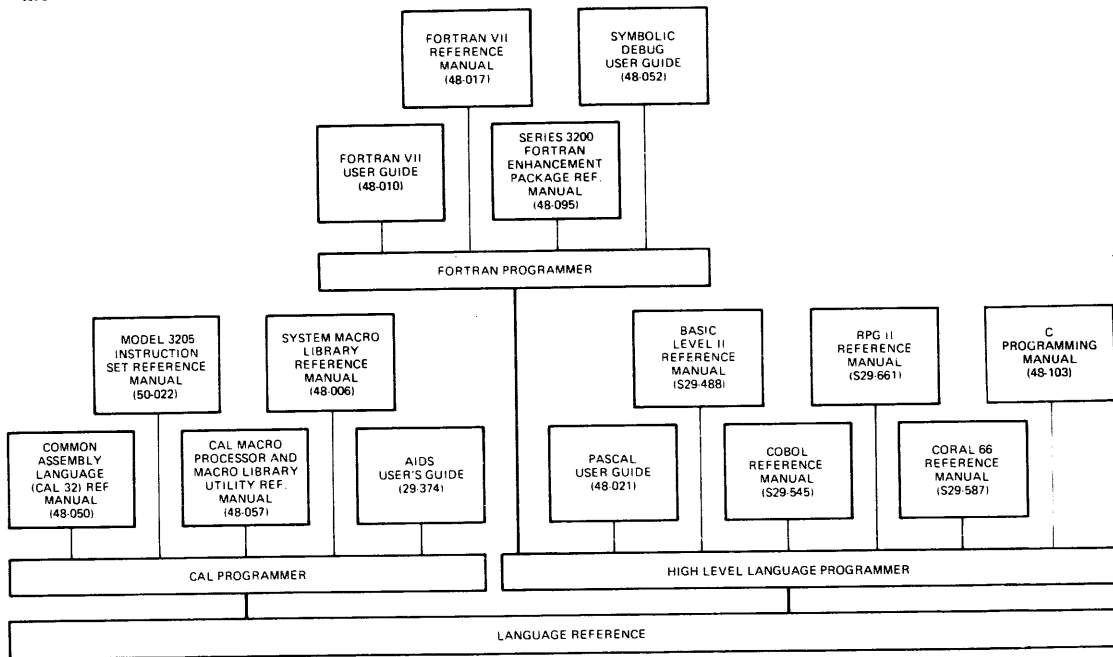 FORTRAN VII
REFERENCE
MANUAL
(48-017)
SYMBOLIC
DEBUG
USER GUIDE
(48-052)
FORTRAN VII
USER GUIDE
(48-010)
SERIES 3200
FORTRAN
ENHANCEMENT
PACKAGE REF.
MANUAL
(48-095)
FORTRAN PROGRAMMER
MODEL 3205
INSTRUCTION
SET REFERENCE
MANUAL
(50-022)
SYSTEM MACRO
LIBRARY
REFERENCE
MANUAL
(48-006)
BASIC
LEVEL II
REFERENCE
MANUAL
(S29-488)
RPG II
REFERENCE
MANUAL
(S29-661)
C
PROGRAMMING
MANUAL
(48-103)
COMMON
ASSEMBLY
LANGUAGE
(CAL 32) REF
MANUAL
(48-050)
CAL MACRO
PROCESSOR AND
MACRO LIBRARY
UTILITY REF.
MANUAL
(48-057)
AIDS
USER'S GUIDE
(29-374)
PASCAL
USER GUIDE
(48-021)
COBOL
REFERENCE
MANUAL
(S29-545)
CORAL 66
REFERENCE
MANUAL
(S29-587)
CAL PROGRAMMER
HIGH LEVEL LANGUAGE PROGRAMMER
LANGUAGE REFERENCE